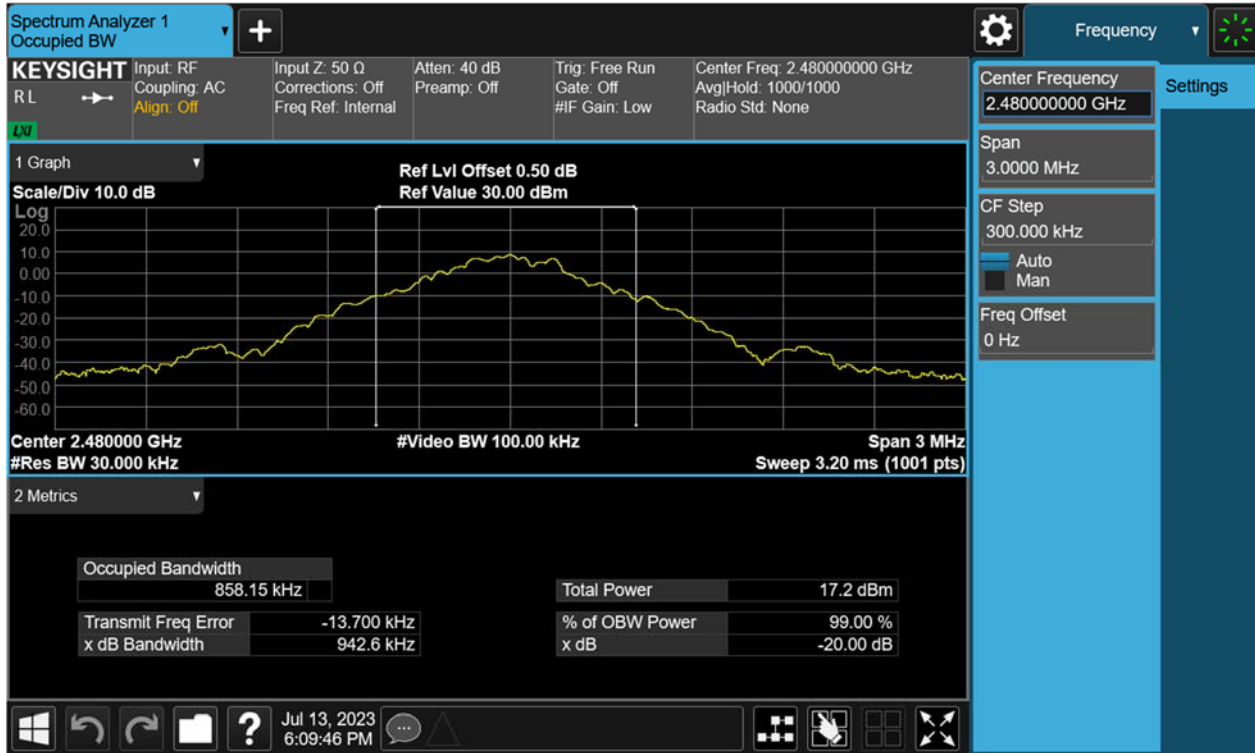 Spectrum Analyzer 1
Occupied BW
+
Frequency
KEYSIGHT
RL
LXI
Input: RF
Coupling: AC
Align: Off
Input Z: 50 Ω
Corrections: Off
Freq Ref: Internal
Atten: 40 dB
Preamp: Off
Trig: Free Run
Gate: Off
#IF Gain: Low
Center Freq: 2.480000000 GHz
Avg|Hold: 1000/1000
Radio Std: None
Center Frequency
2.480000000 GHz
Settings
Span
3.0000 MHz
CF Step
300.000 kHz
Auto
Man
Freq Offset
0 Hz
1 Graph
Ref Lvl Offset 0.50 dB
Scale/Div 10.0 dB
Ref Value 30.00 dBm
Log
20.0
10.0
0.00
-10.0
-20.0
-30.0
-40.0
-50.0
-60.0
Center 2.480000 GHz
#Video BW 100.00 kHz
Span 3 MHz
#Res BW 30.000 kHz
Sweep 3.20 ms (1001 pts)
2 Metrics
Occupied Bandwidth
858.15 kHz
Total Power 17.2 dBm
Transmit Freq Error -13.700 kHz
% of OBW Power 99.00 %
x dB Bandwidth 942.6 kHz
x dB -20.00 dB
?
Jul 13, 2023
6:09:46 PM